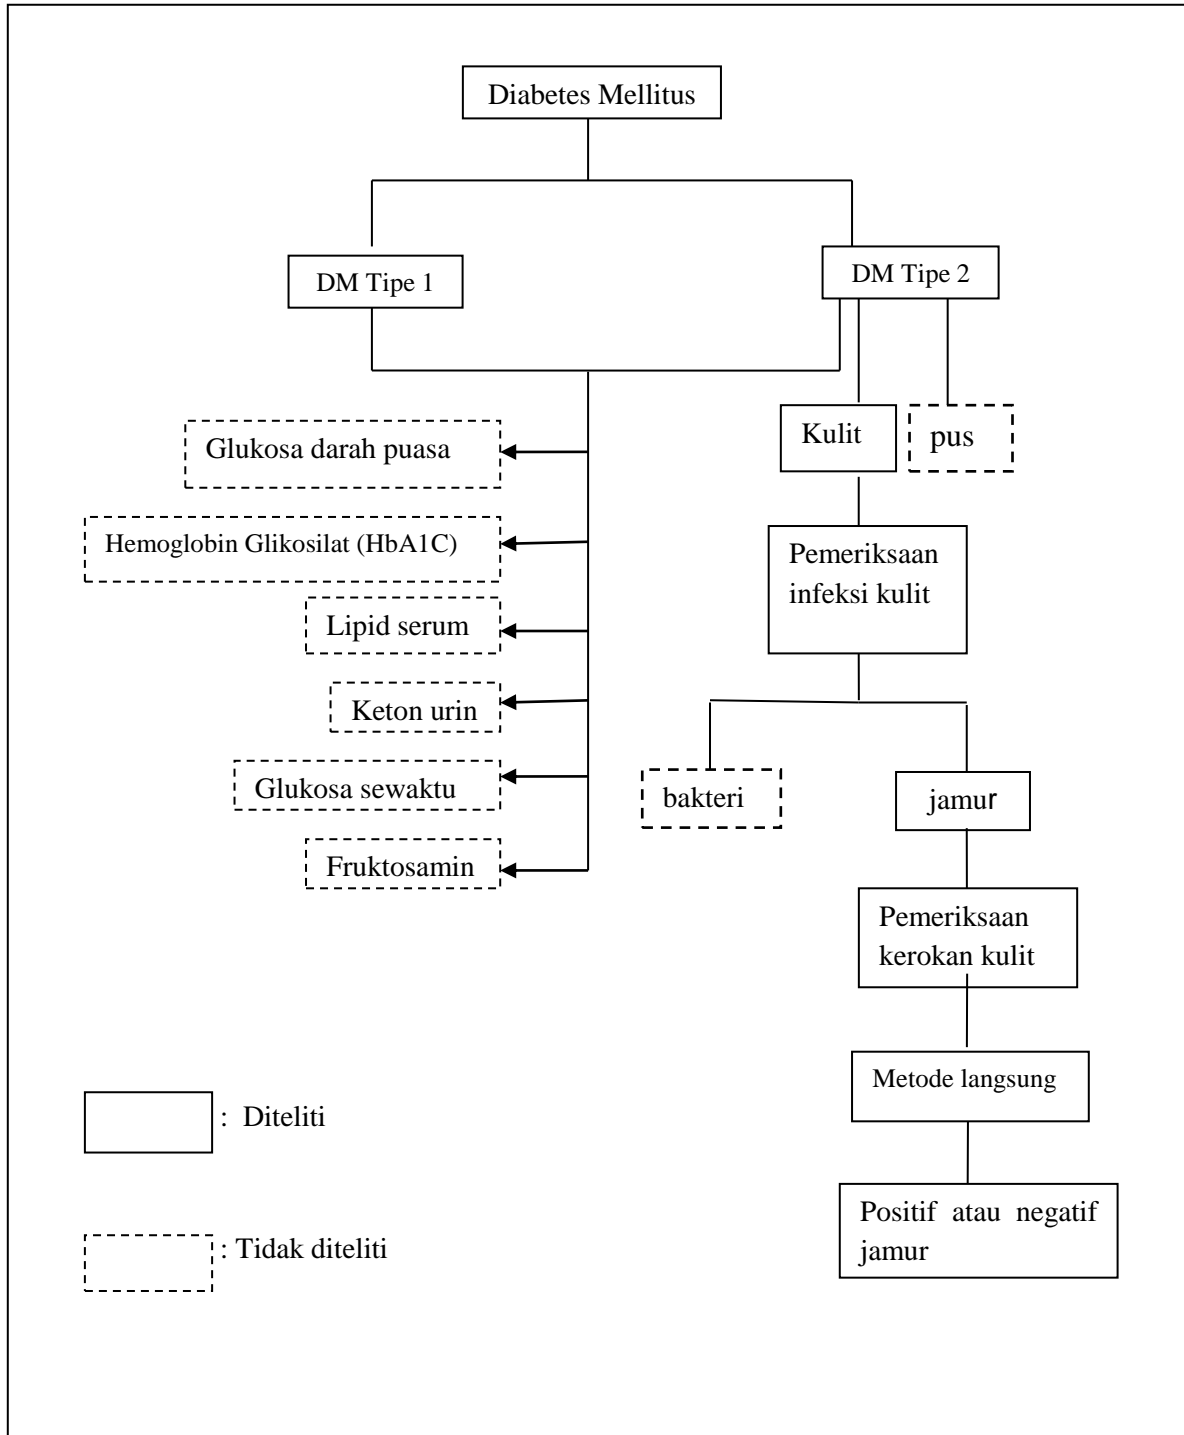 Diabetes Mellitus
DM Tipe 1
DM Tipe 2
Glukosa darah puasa
Hemoglobin Glikosilat (HbA1C)
Lipid serum
Keton urin
Glukosa sewaktu
Fruktosamin
Kulit
pus
Pemeriksaan
infeksi kulit
bakteri
jamur
Pemeriksaan
kerokan kulit
Metode langsung
Positif atau negatif
jamur
: Diteliti
: Tidak diteliti